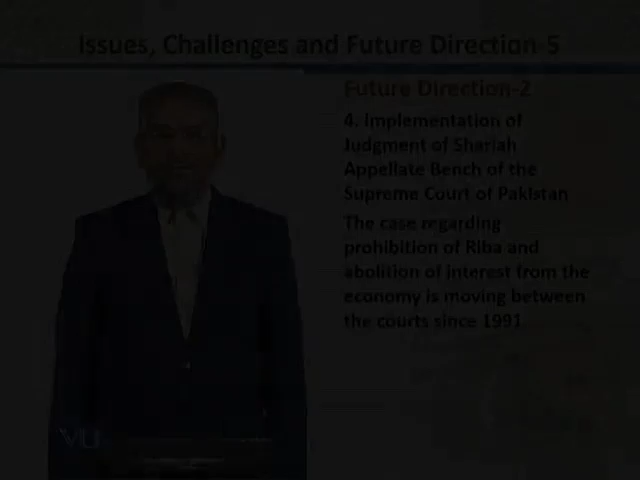 Issues, Challenges and Future Direction-5
Future Direction-2
4. Implementation of
Judgment of Shariah
Appellate Bench of the
Supreme Court of Pakistan
The case regarding
prohibition of Riba and
abolition of interest from the
economy is moving between
the courts since 1991
VU